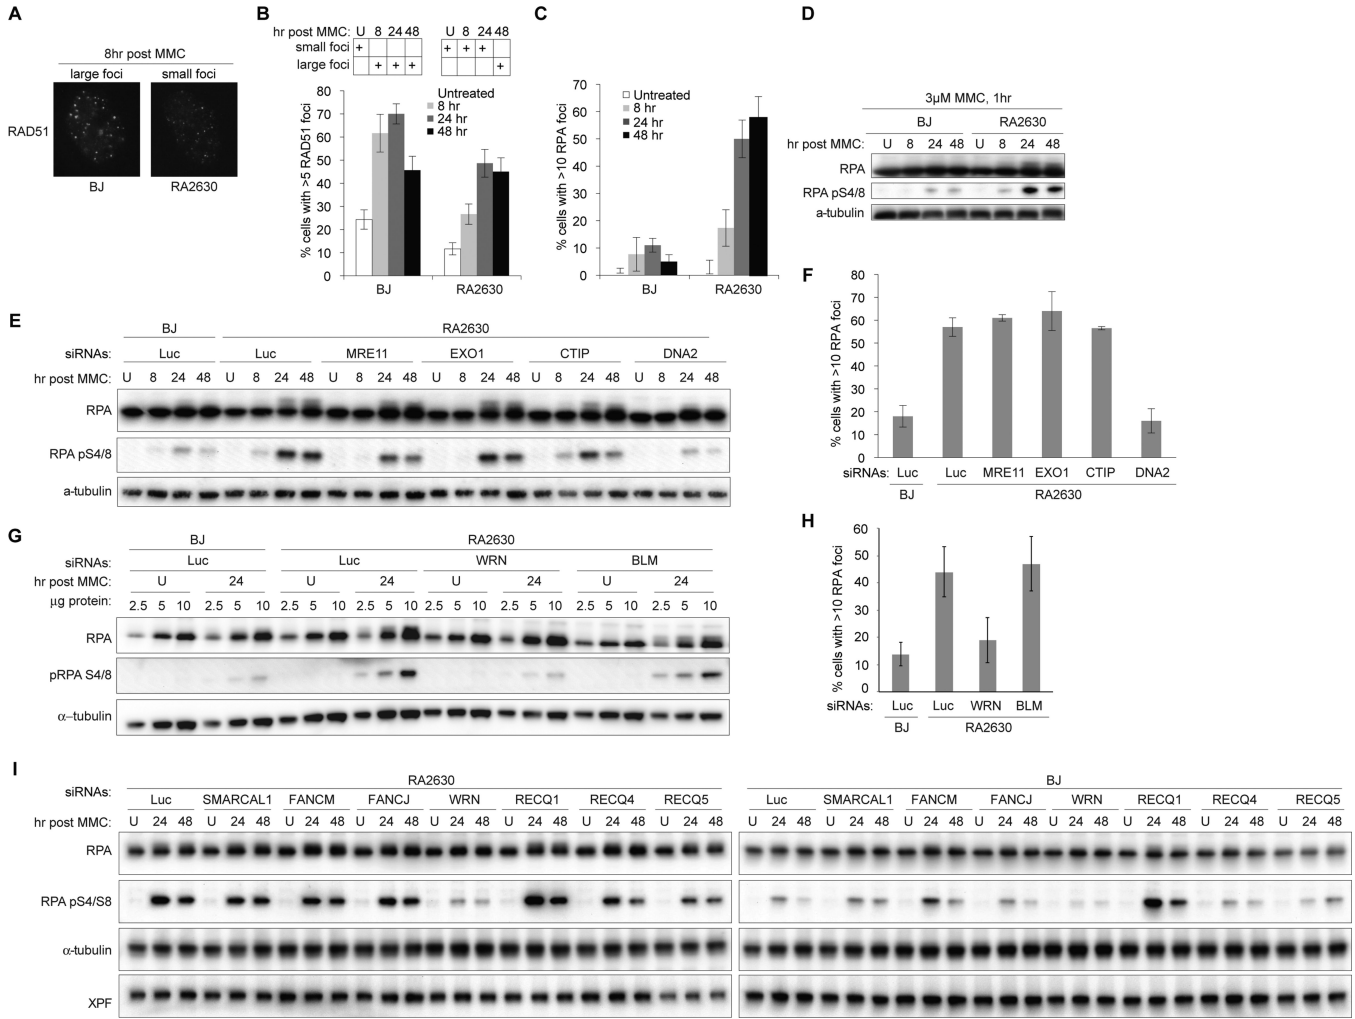 A
8hr post MMC
large foci small foci
RAD51
BJ RA2630
B
hr post MMC: U 8 24 48 U 8 24 48
small foci + + + +
large foci + + + +
Untreated
8 hr
24 hr
48 hr
% cells with >5 RAD51 foci
80
70
60
50
40
30
20
10
0
BJ RA2630
C
Untreated
8 hr
24 hr
48 hr
% cells with >10 RPA foci
70
60
50
40
30
20
10
0
BJ RA2630
D
3µM MMC, 1hr
BJ RA2630
hr post MMC: U 8 24 48 U 8 24 48
RPA
RPA pS4/8
a-tubulin
E
BJ RA2630
siRNAs: Luc Luc MRE11 EXO1 CTIP DNA2
hr post MMC: U 8 24 48 U 8 24 48 U 8 24 48 U 8 24 48 U 8 24 48 U 8 24 48
RPA
RPA pS4/8
a-tubulin
F
% cells with >10 RPA foci
80
70
60
50
40
30
20
10
0
siRNAs: Luc Luc MRE11 EXO1 CTIP DNA2
BJ RA2630
G
BJ RA2630
siRNAs: Luc Luc WRN BLM
hr post MMC: U 24 U 24 U 24 U 24
µg protein: 2.5 5 10 2.5 5 10 2.5 5 10 2.5 5 10 2.5 5 10 2.5 5 10 2.5 5 10 2.5 5 10
RPA
pRPA S4/8
α–tubulin
H
% cells with >10 RPA foci
60
50
40
30
20
10
0
siRNAs: Luc Luc WRN BLM
BJ RA2630
I
RA2630 BJ
siRNAs: Luc SMARCAL1 FANCM FANCJ WRN RECQ1 RECQ4 RECQ5 Luc SMARCAL1 FANCM FANCJ WRN RECQ1 RECQ4 RECQ5
hr post MMC: U 24 48 U 24 48 U 24 48 U 24 48 U 24 48 U 24 48 U 24 48 U 24 48 U 24 48 U 24 48 U 24 48 U 24 48 U 24 48 U 24 48 U 24 48 U 24 48
RPA
RPA pS4/S8
α-tubulin
XPF